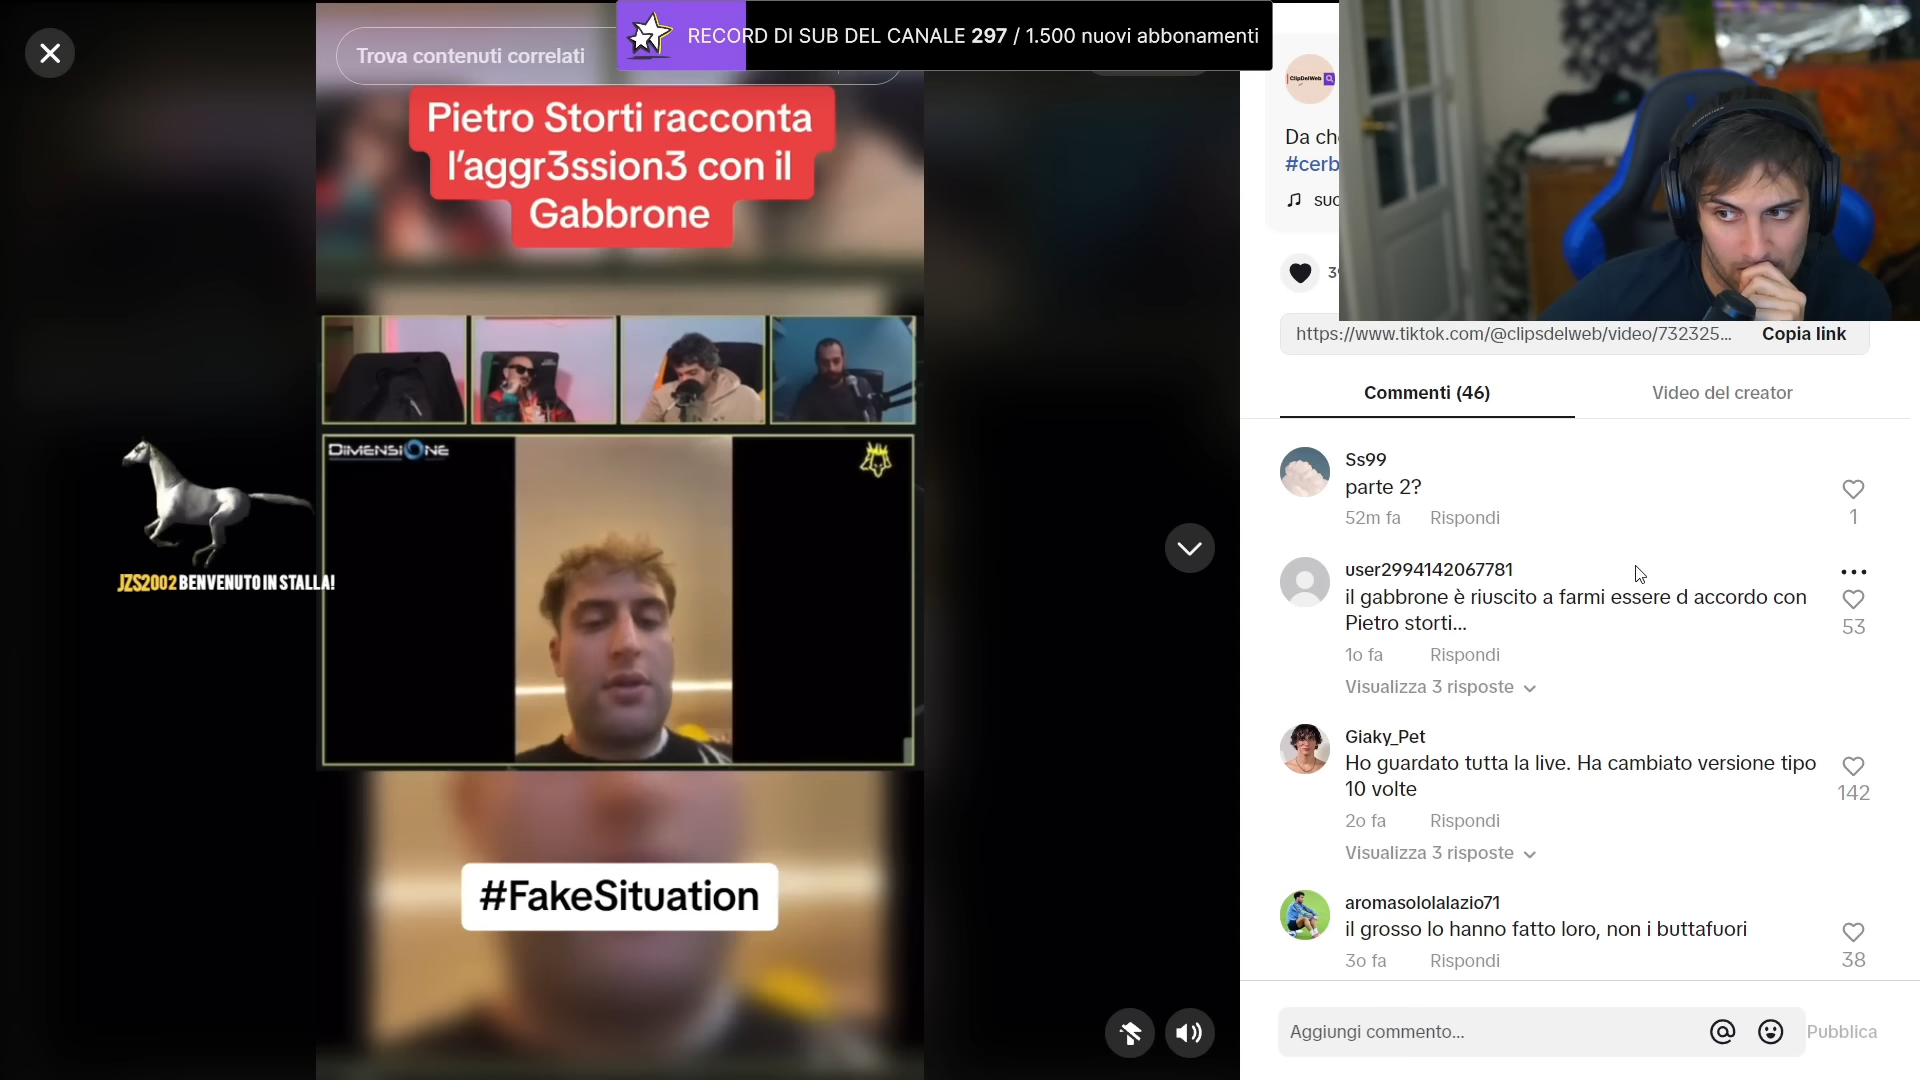 Trova contenuti correlati
RECORD DI SUB DEL CANALE 297 / 1.500 nuovi abbonamenti
Pietro Storti racconta
l’aggr3ssion3 con il
Gabbrone
DIMENSIONE
JZS2002 BENVENUTO IN STALLA!
#FakeSituation
ClipDelWeb
Da ch
#cerb
suo
https://www.tiktok.com/@clipsdelweb/video/732325...
Copia link
Commenti (46)
Video del creator
Ss99
parte 2?
52m fa Rispondi
1
user2994142067781
il gabbrone è riuscito a farmi essere d accordo con
Pietro storti...
53
1o fa Rispondi
Visualizza 3 risposte
Giaky_Pet
Ho guardato tutta la live. Ha cambiato versione tipo
10 volte
142
2o fa Rispondi
Visualizza 3 risposte
aromasololalazio71
il grosso lo hanno fatto loro, non i buttafuori
38
3o fa Rispondi
Aggiungi commento...
Pubblica